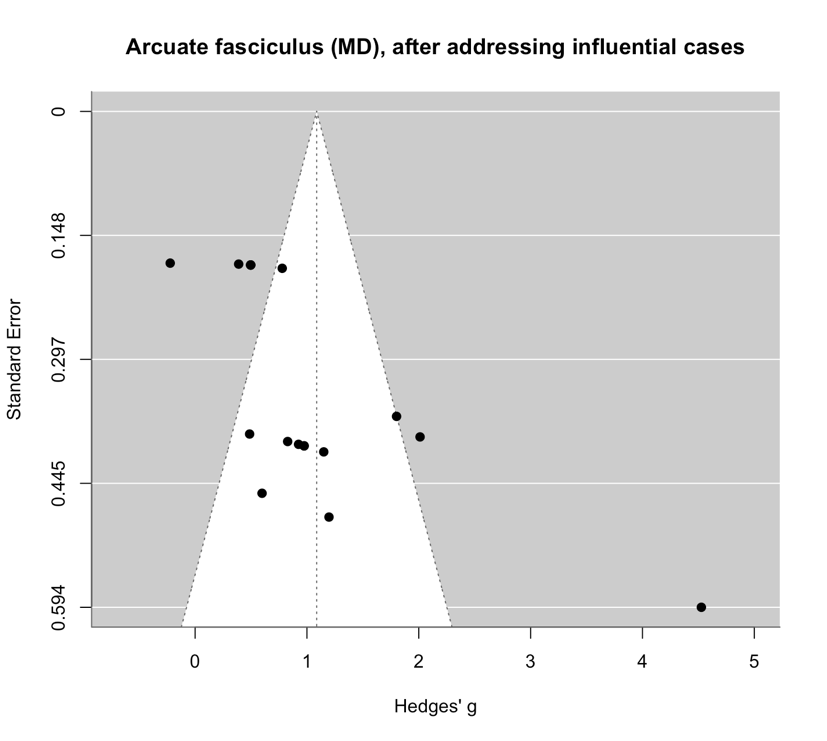 Arcuate fasciculus (MD), after addressing influential cases
Standard Error
0
0.148
0.297
0.445
0.594
0 1 2 3 4 5
Hedges' g